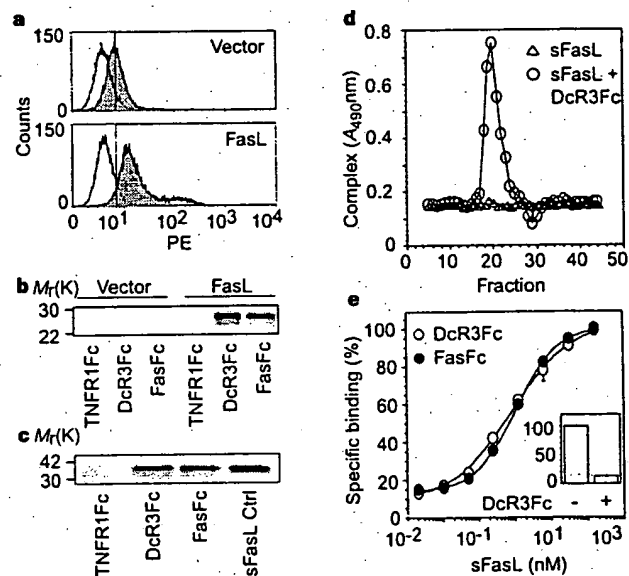 a
150
Vector
0
150
FasL
0
Counts
0 10¹ 10³ 10⁴
PE
b Mr(K) Vector FasL
30
22
TNFR1Fc
DcR3Fc
FasFc
TNFR1Fc
DcR3Fc
FasFc
c Mr(K)
42
30
TNFR1Fc
DcR3Fc
FasFc
sFasL Ctrl
d
0.8
0.6
0.4
0.2
0
Complex (A490nm)
sFasL
sFasL +
DcR3Fc
0 10 20 30 40 50
Fraction
e
100
80
60
40
20
0
Specific binding (%)
DcR3Fc
FasFc
100
50
0
DcR3Fc - +
10⁻² 10⁻¹ 10¹ 10³
sFasL (nM)